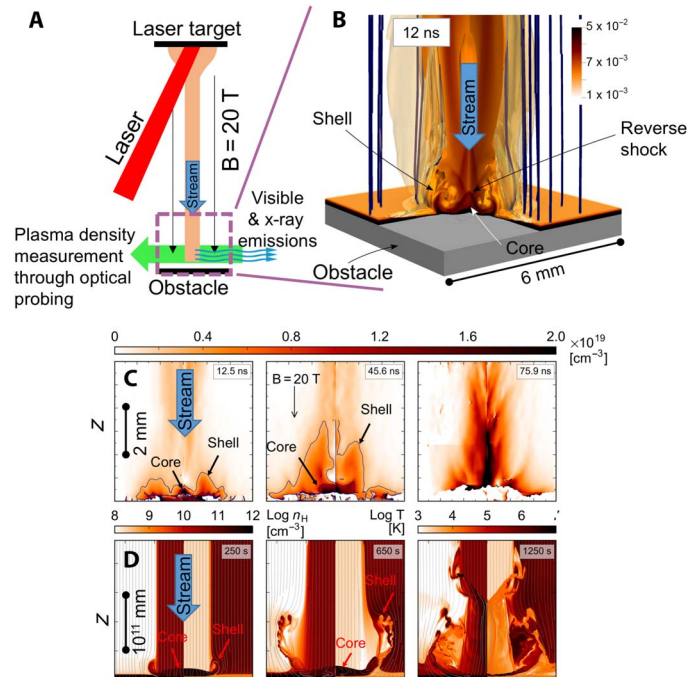 A
Laser target
Laser
B = 20 T
Stream
Visible
& x-ray
emissions
Plasma density
measurement
through optical
probing
Obstacle
B
12 ns
5 x 10⁻²
7 x 10⁻³
1 x 10⁻³
Stream
Shell
Reverse
shock
Core
Obstacle
6 mm
0 0.4 0.8 1.2 1.6 2.0
×10¹⁹
[cm⁻³]
C
12.5 ns
45.6 ns
75.9 ns
Stream
B = 20 T
Shell
Core
Shell
Core
Z
2 mm
8 9 10 11 12
Log n_H
[cm⁻³]
Log T
[K]
3 4 5 6
D
250 s
650 s
1250 s
Stream
Shell
Core
Shell
Core
Z
10¹¹ mm